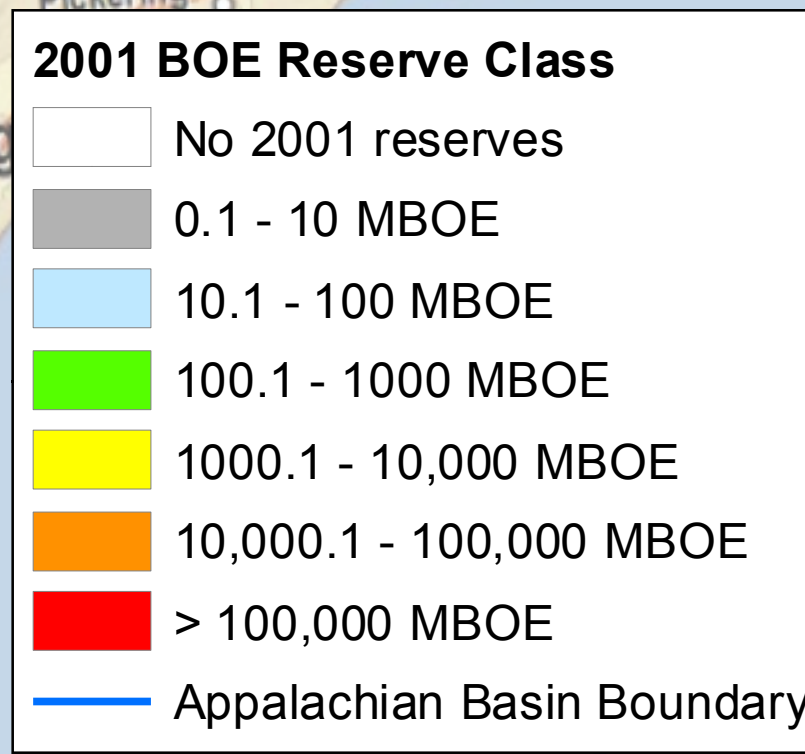 Pickering
2001 BOE Reserve Class
No 2001 reserves
0.1 - 10 MBOE
10.1 - 100 MBOE
100.1 - 1000 MBOE
1000.1 - 10,000 MBOE
10,000.1 - 100,000 MBOE
> 100,000 MBOE
Appalachian Basin Boundary